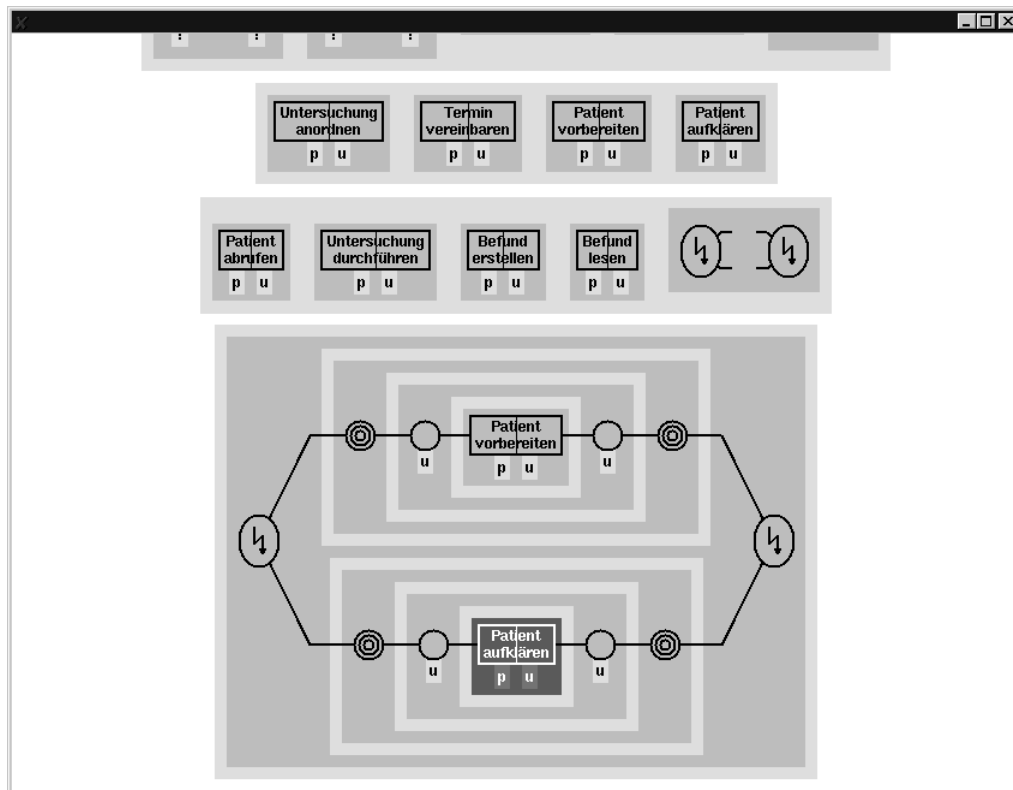 Untersuchung anordnen
p u
Termin vereinbaren
p u
Patient vorbereiten
p u
Patient aufklären
p u
Patient abrufen
p u
Untersuchung durchführen
p u
Befund erstellen
p u
Befund lesen
p u
Patient
vorbereiten
u
p u
u
Patient
aufklären
u
p u
u